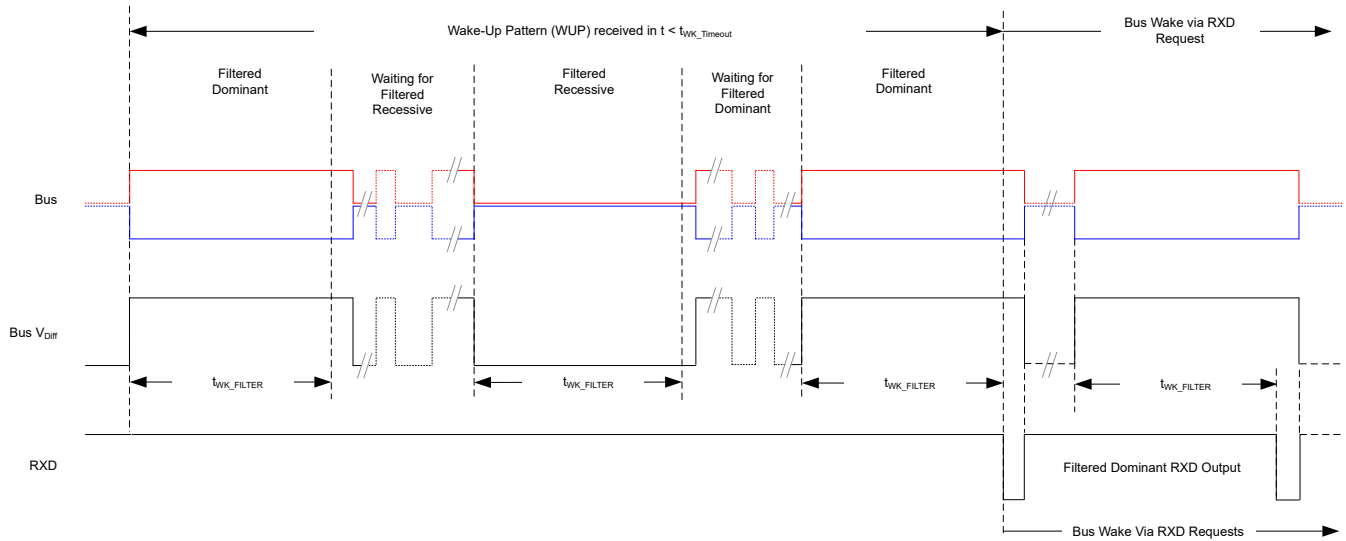 Wake-Up Pattern (WUP) received in t < tWK_Timeout
Bus Wake via RXD
Request
Filtered
Dominant
Waiting for
Filtered
Recessive
Filtered
Recessive
Waiting for
Filtered
Dominant
Filtered
Dominant
Bus
Bus VDiff
tWK_FILTER
tWK_FILTER
tWK_FILTER
tWK_FILTER
RXD
Filtered Dominant RXD Output
Bus Wake Via RXD Requests